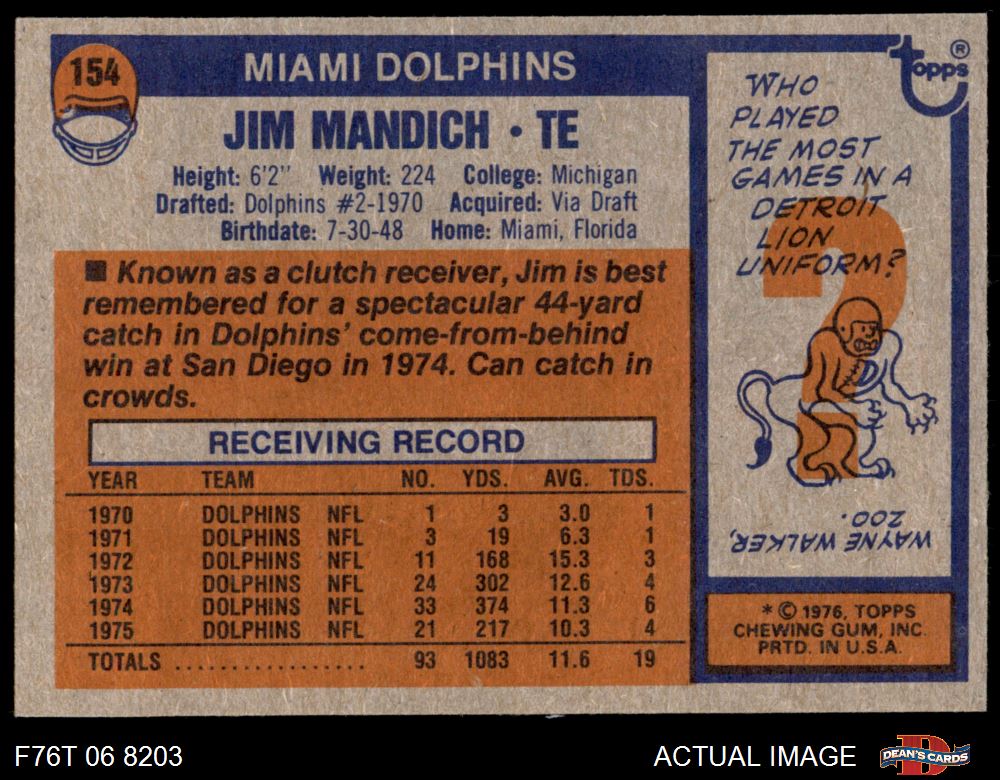 154
MIAMI DOLPHINS
JIM MANDICH • TE
Height: 6'2" Weight: 224 College: Michigan
Drafted: Dolphins #2-1970 Acquired: Via Draft
Birthdate: 7-30-48 Home: Miami, Florida
■ Known as a clutch receiver, Jim is best
remembered for a spectacular 44-yard
catch in Dolphins' come-from-behind
win at San Diego in 1974. Can catch in
crowds.
RECEIVING RECORD
YEAR TEAM NO. YDS. AVG. TDS.
1970 DOLPHINS NFL 1 3 3.0 1
1971 DOLPHINS NFL 3 19 6.3 1
1972 DOLPHINS NFL 11 168 15.3 3
1973 DOLPHINS NFL 24 302 12.6 4
1974 DOLPHINS NFL 33 374 11.3 6
1975 DOLPHINS NFL 21 217 10.3 4
TOTALS .................. 93 1083 11.6 19
topps ®
WHO
PLAYED
THE MOST
GAMES IN A
DETROIT
LION
UNIFORM?
?
D
WAYNE WALKER,
200.
* © 1976, TOPPS
CHEWING GUM, INC.
PRTD. IN U.S.A.
F76T 06 8203
ACTUAL IMAGE
D
DEAN'S CARDS